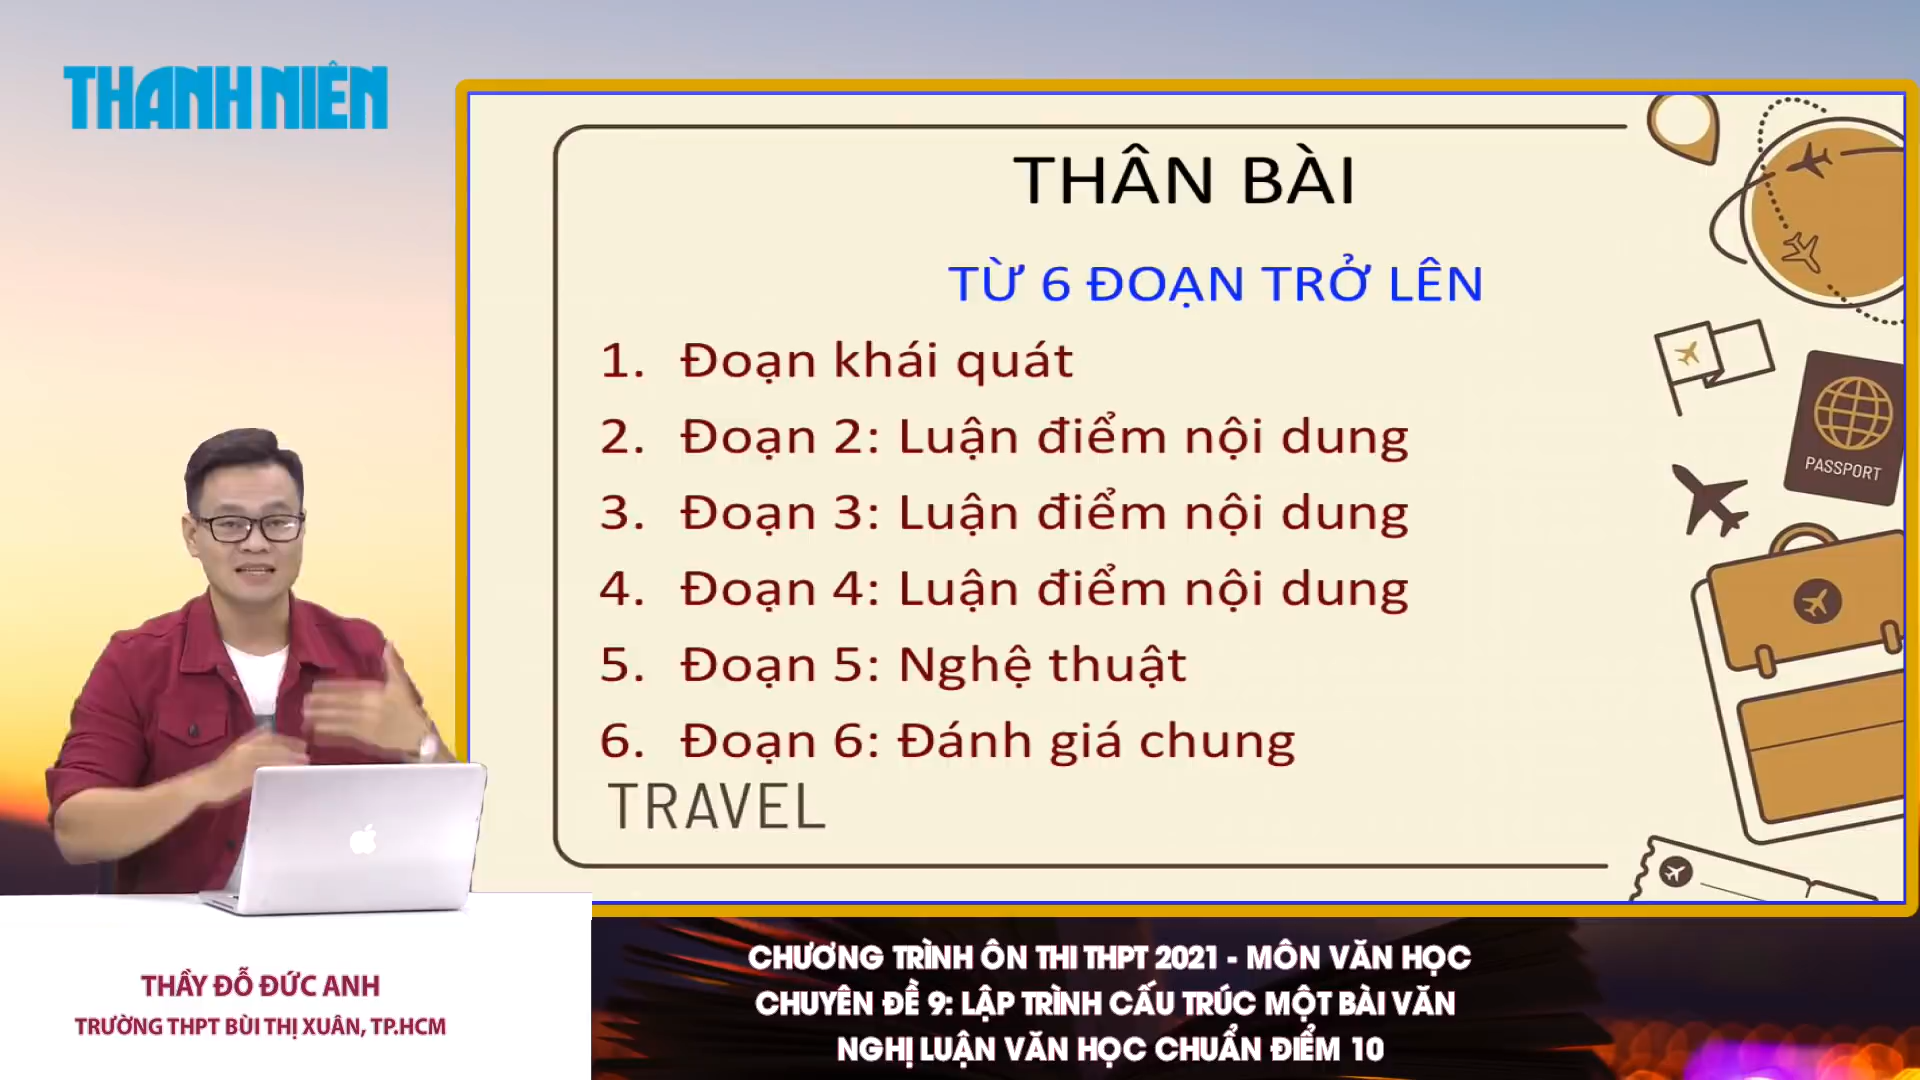 THANH NIÊN
THÂN BÀI
TỪ 6 ĐOẠN TRỞ LÊN
1. Đoạn khái quát
2. Đoạn 2: Luận điểm nội dung
3. Đoạn 3: Luận điểm nội dung
4. Đoạn 4: Luận điểm nội dung
5. Đoạn 5: Nghệ thuật
6. Đoạn 6: Đánh giá chung
TRAVEL
PASSPORT
THẦY ĐỖ ĐỨC ANH
TRƯỜNG THPT BÙI THỊ XUÂN, TP.HCM
CHƯƠNG TRÌNH ÔN THI THPT 2021 - MÔN VĂN HỌC
CHUYÊN ĐỀ 9: LẬP TRÌNH CẤU TRÚC MỘT BÀI VĂN
NGHỊ LUẬN VĂN HỌC CHUẨN ĐIỂM 10